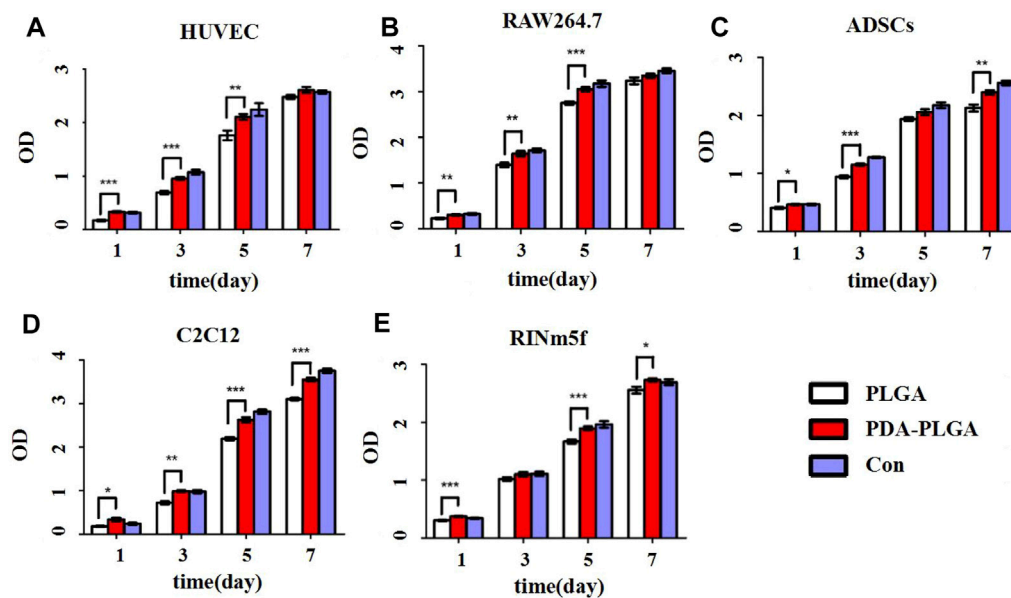 A
HUVEC
OD
3
2
1
0
***
***
**
1 3 5 7
time(day)
B
RAW264.7
OD
4
3
2
1
0
**
**
***
1 3 5 7
time(day)
C
ADSCs
OD
3
2
1
0
*
***
**
1 3 5 7
time(day)
D
C2C12
OD
4
3
2
1
0
*
**
***
***
1 3 5 7
time(day)
E
RINm5f
OD
3
2
1
0
***
***
*
1 3 5 7
time(day)
PLGA
PDA-PLGA
Con